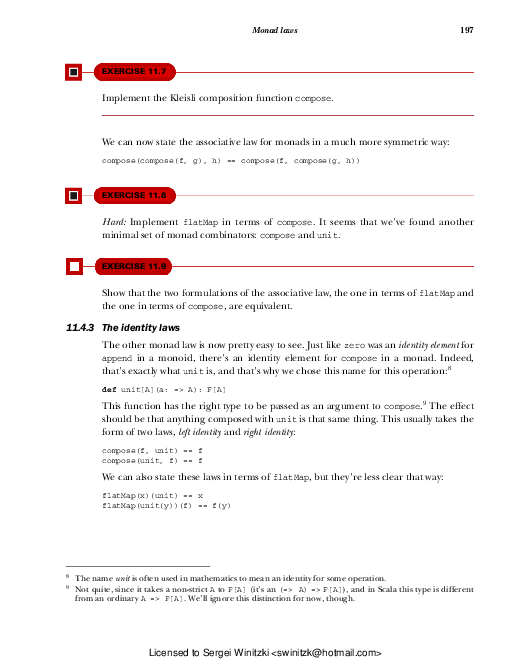 Monad laws 197
EXERCISE 11.7
Implement the Kleisli composition function compose.
We can now state the associative law for monads in a much more symmetric way:
compose(compose(f, g), h) == compose(f, compose(g, h))
EXERCISE 11.8
Hard: Implement flatMap in terms of compose. It seems that we've found another
minimal set of monad combinators: compose and unit.
EXERCISE 11.9
Show that the two formulations of the associative law, the one in terms of flatMap and
the one in terms of compose, are equivalent.
11.4.3 The identity laws
The other monad law is now pretty easy to see. Just like zero was an identity element for
append in a monoid, there's an identity element for compose in a monad. Indeed,
that's exactly what unit is, and that's why we chose this name for this operation:8
def unit[A](a: => A): F[A]
This function has the right type to be passed as an argument to compose.9 The effect
should be that anything composed with unit is that same thing. This usually takes the
form of two laws, left identity and right identity:
compose(f, unit) == f
compose(unit, f) == f
We can also state these laws in terms of flatMap, but they're less clear that way:
flatMap(x)(unit) == x
flatMap(unit(y))(f) == f(y)
8 The name unit is often used in mathematics to mean an identity for some operation.
9 Not quite, since it takes a non-strict A to F[A] (it's an (=> A) => F[A]), and in Scala this type is different
from an ordinary A => F[A]. We'll ignore this distinction for now, though.
Licensed to Sergei Winitzki <swinitzk@hotmail.com>